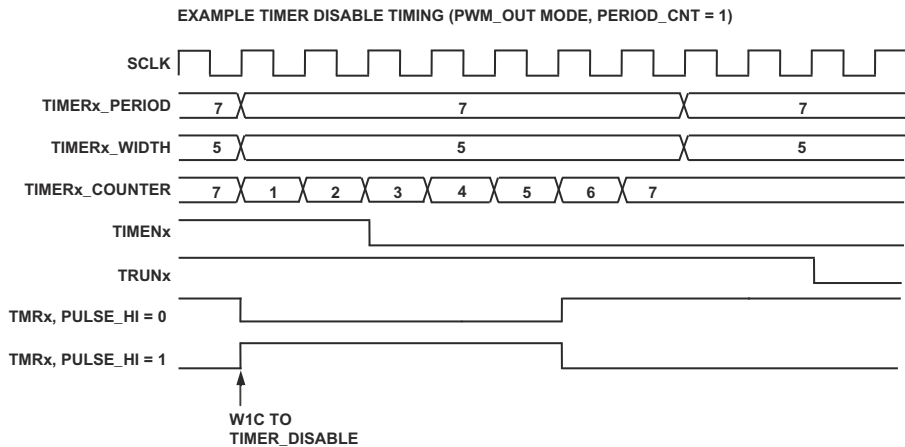 EXAMPLE TIMER DISABLE TIMING (PWM_OUT MODE, PERIOD_CNT = 1)
SCLK
TIMERx_PERIOD 7 7 7
TIMERx_WIDTH 5 5 5
TIMERx_COUNTER 7 1 2 3 4 5 6 7
TIMENx
TRUNx
TMRx, PULSE_HI = 0
TMRx, PULSE_HI = 1
W1C TO
TIMER_DISABLE